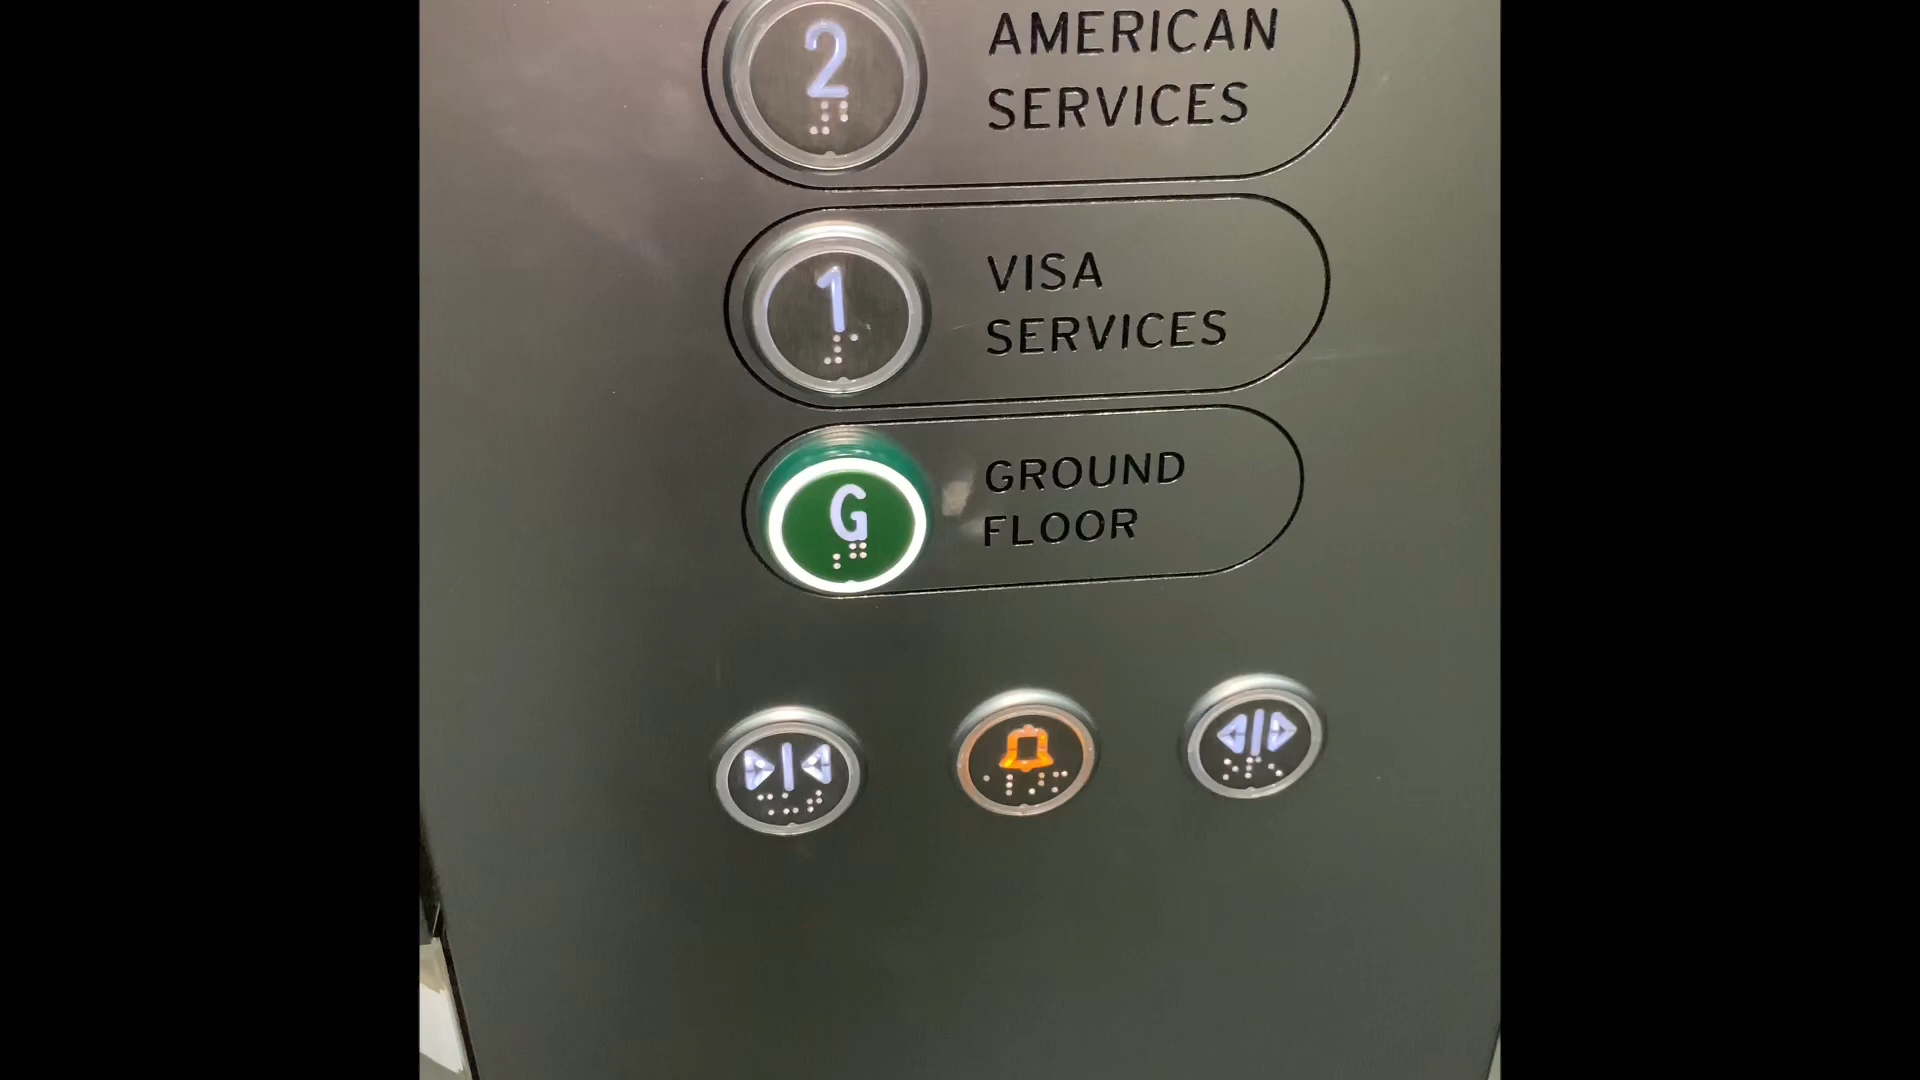 2
AMERICAN
SERVICES
1
VISA
SERVICES
G
GROUND
FLOOR